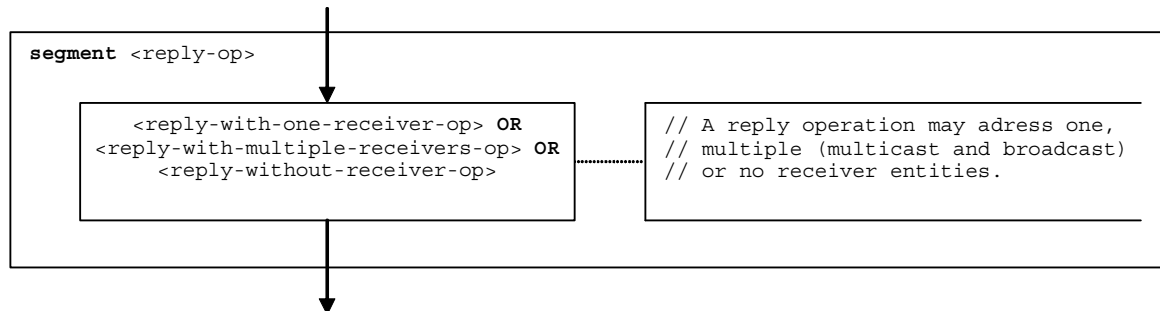 segment <reply-op>
<reply-with-one-receiver-op> OR
<reply-with-multiple-receivers-op> OR
<reply-without-receiver-op>
// A reply operation may adress one,
// multiple (multicast and broadcast)
// or no receiver entities.